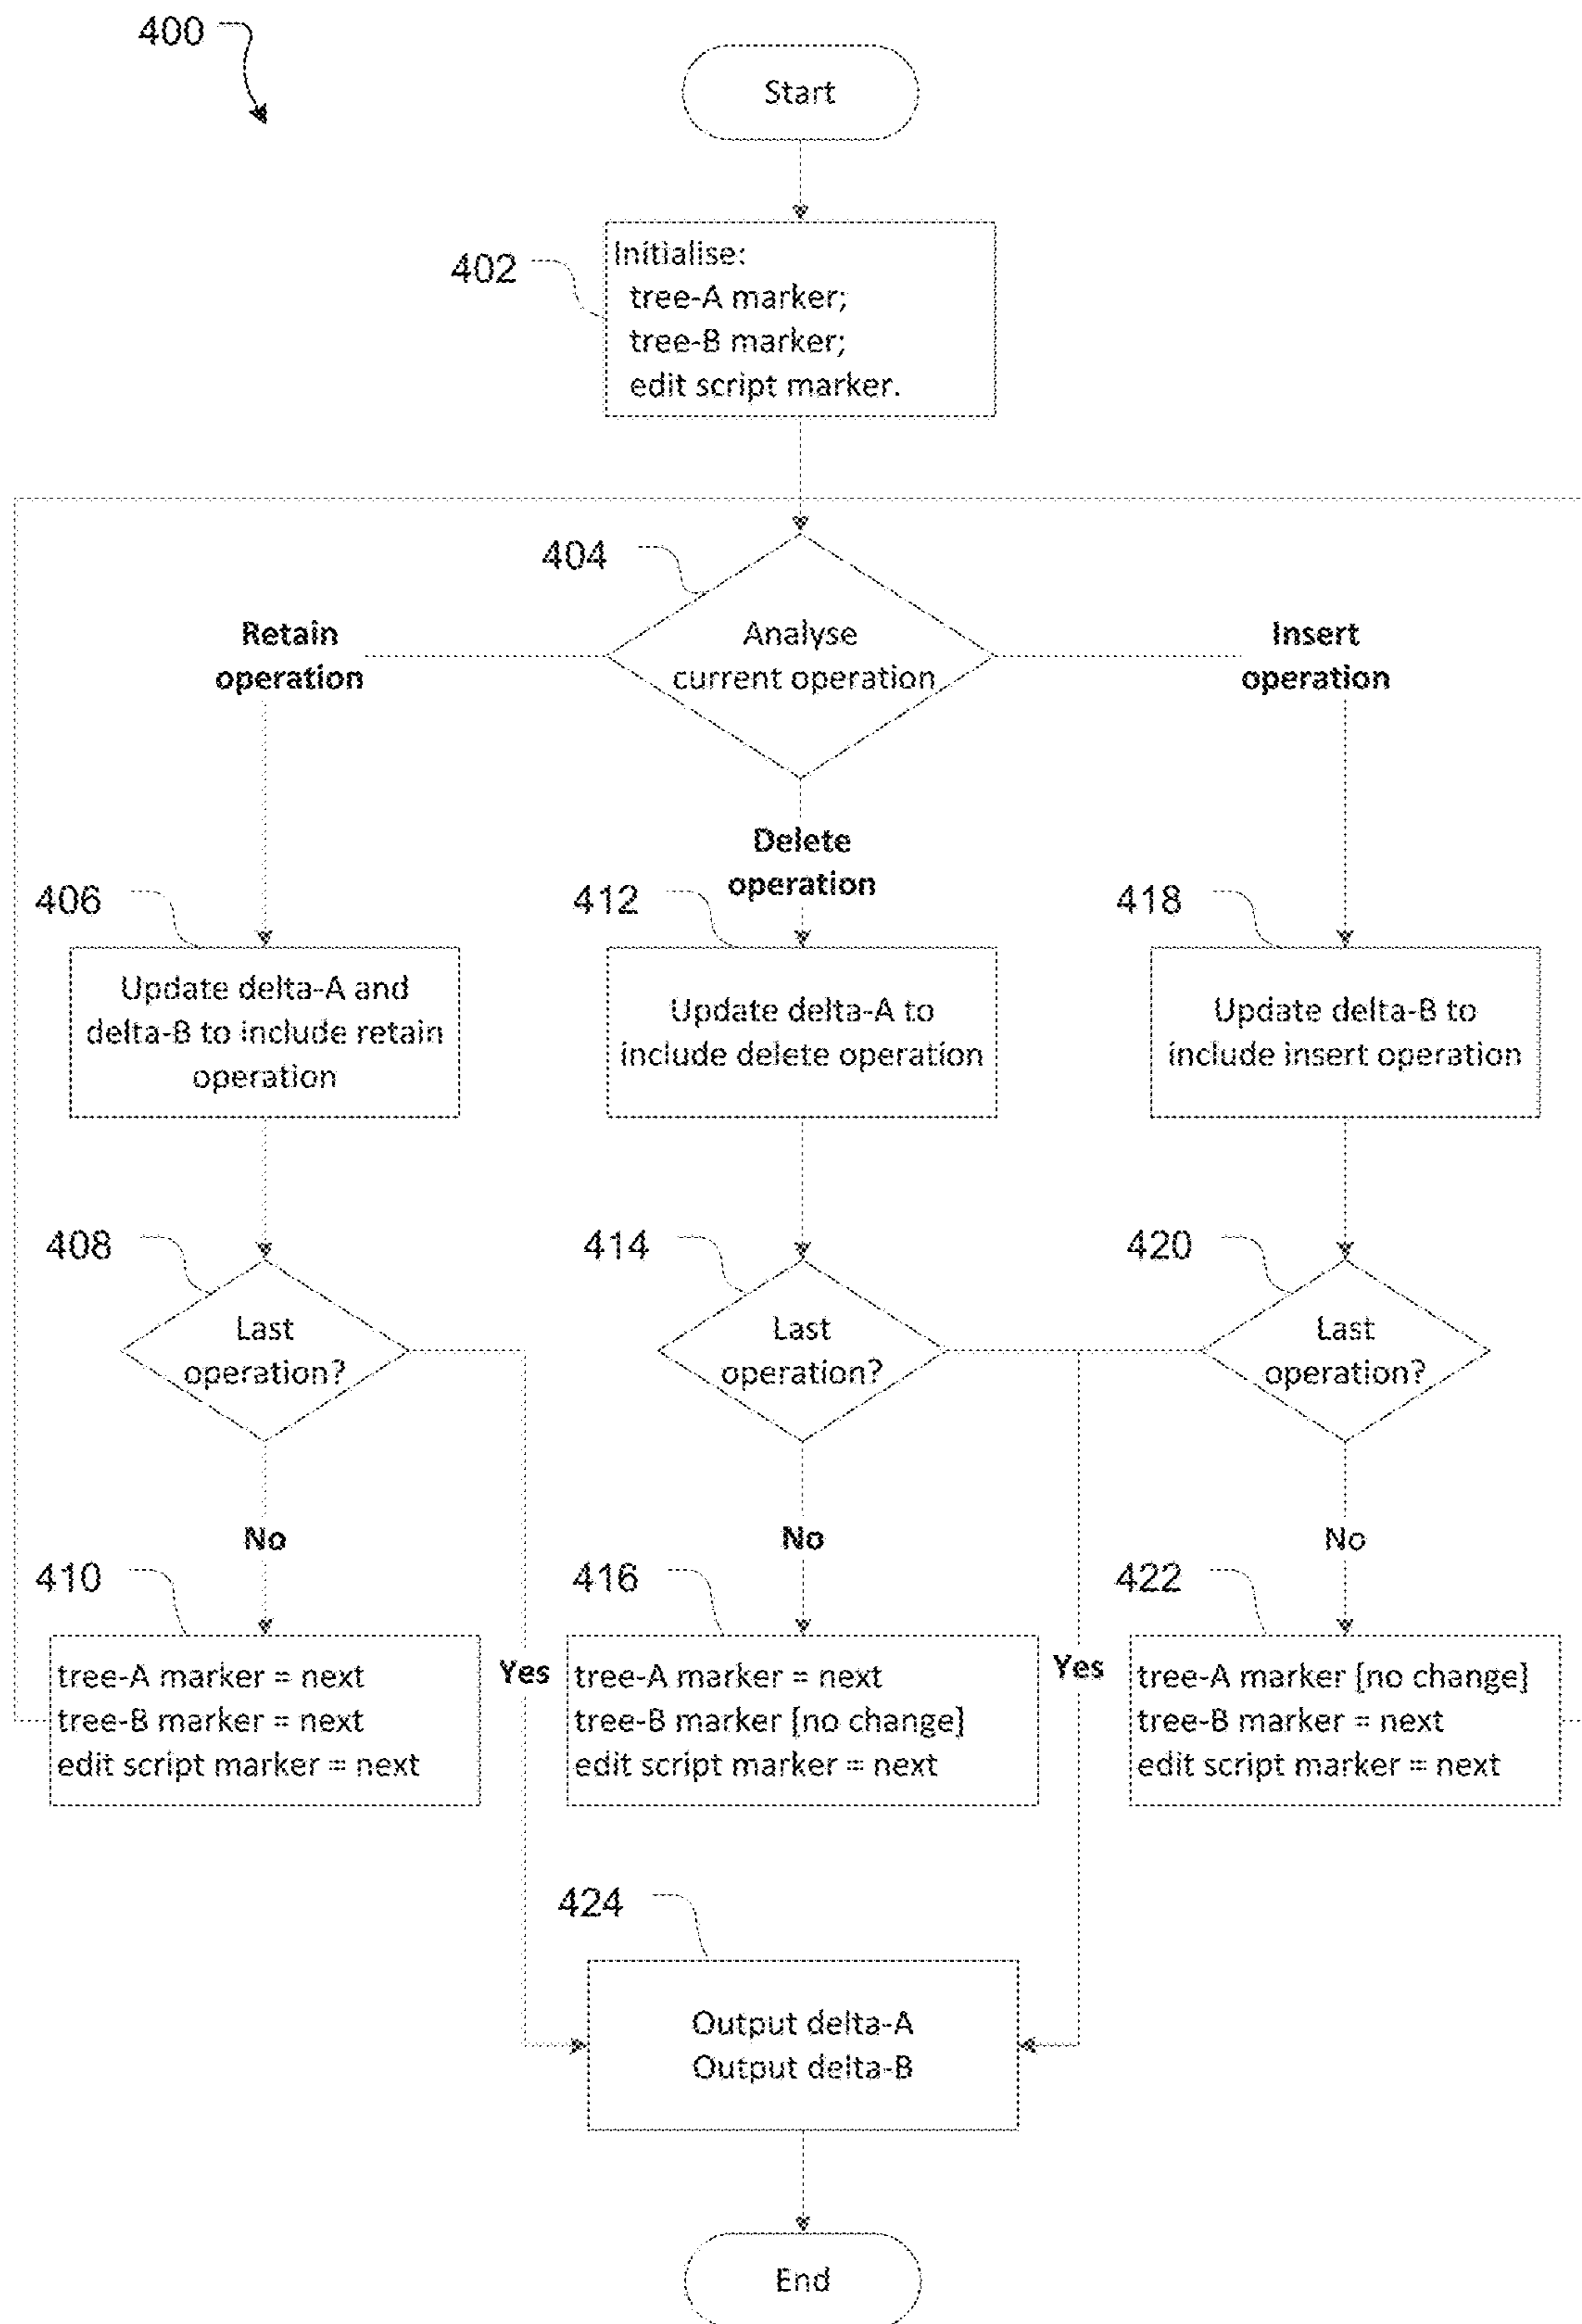 400
Start
402
Initialise:
tree-A marker;
tree-B marker;
edit script marker.
404
Analyse
current operation
Retain
operation
Insert
operation
Delete
operation
406
Update delta-A and
delta-B to include retain
operation
412
Update delta-A to
include delete operation
418
Update delta-B to
include insert operation
408
Last
operation?
414
Last
operation?
420
Last
operation?
No
No
No
410
tree-A marker = next
tree-B marker = next
edit script marker = next
Yes
416
tree-A marker = next
tree-B marker [no change]
edit script marker = next
Yes
422
tree-A marker [no change]
tree-B marker = next
edit script marker = next
424
Output delta-A
Output delta-B
End